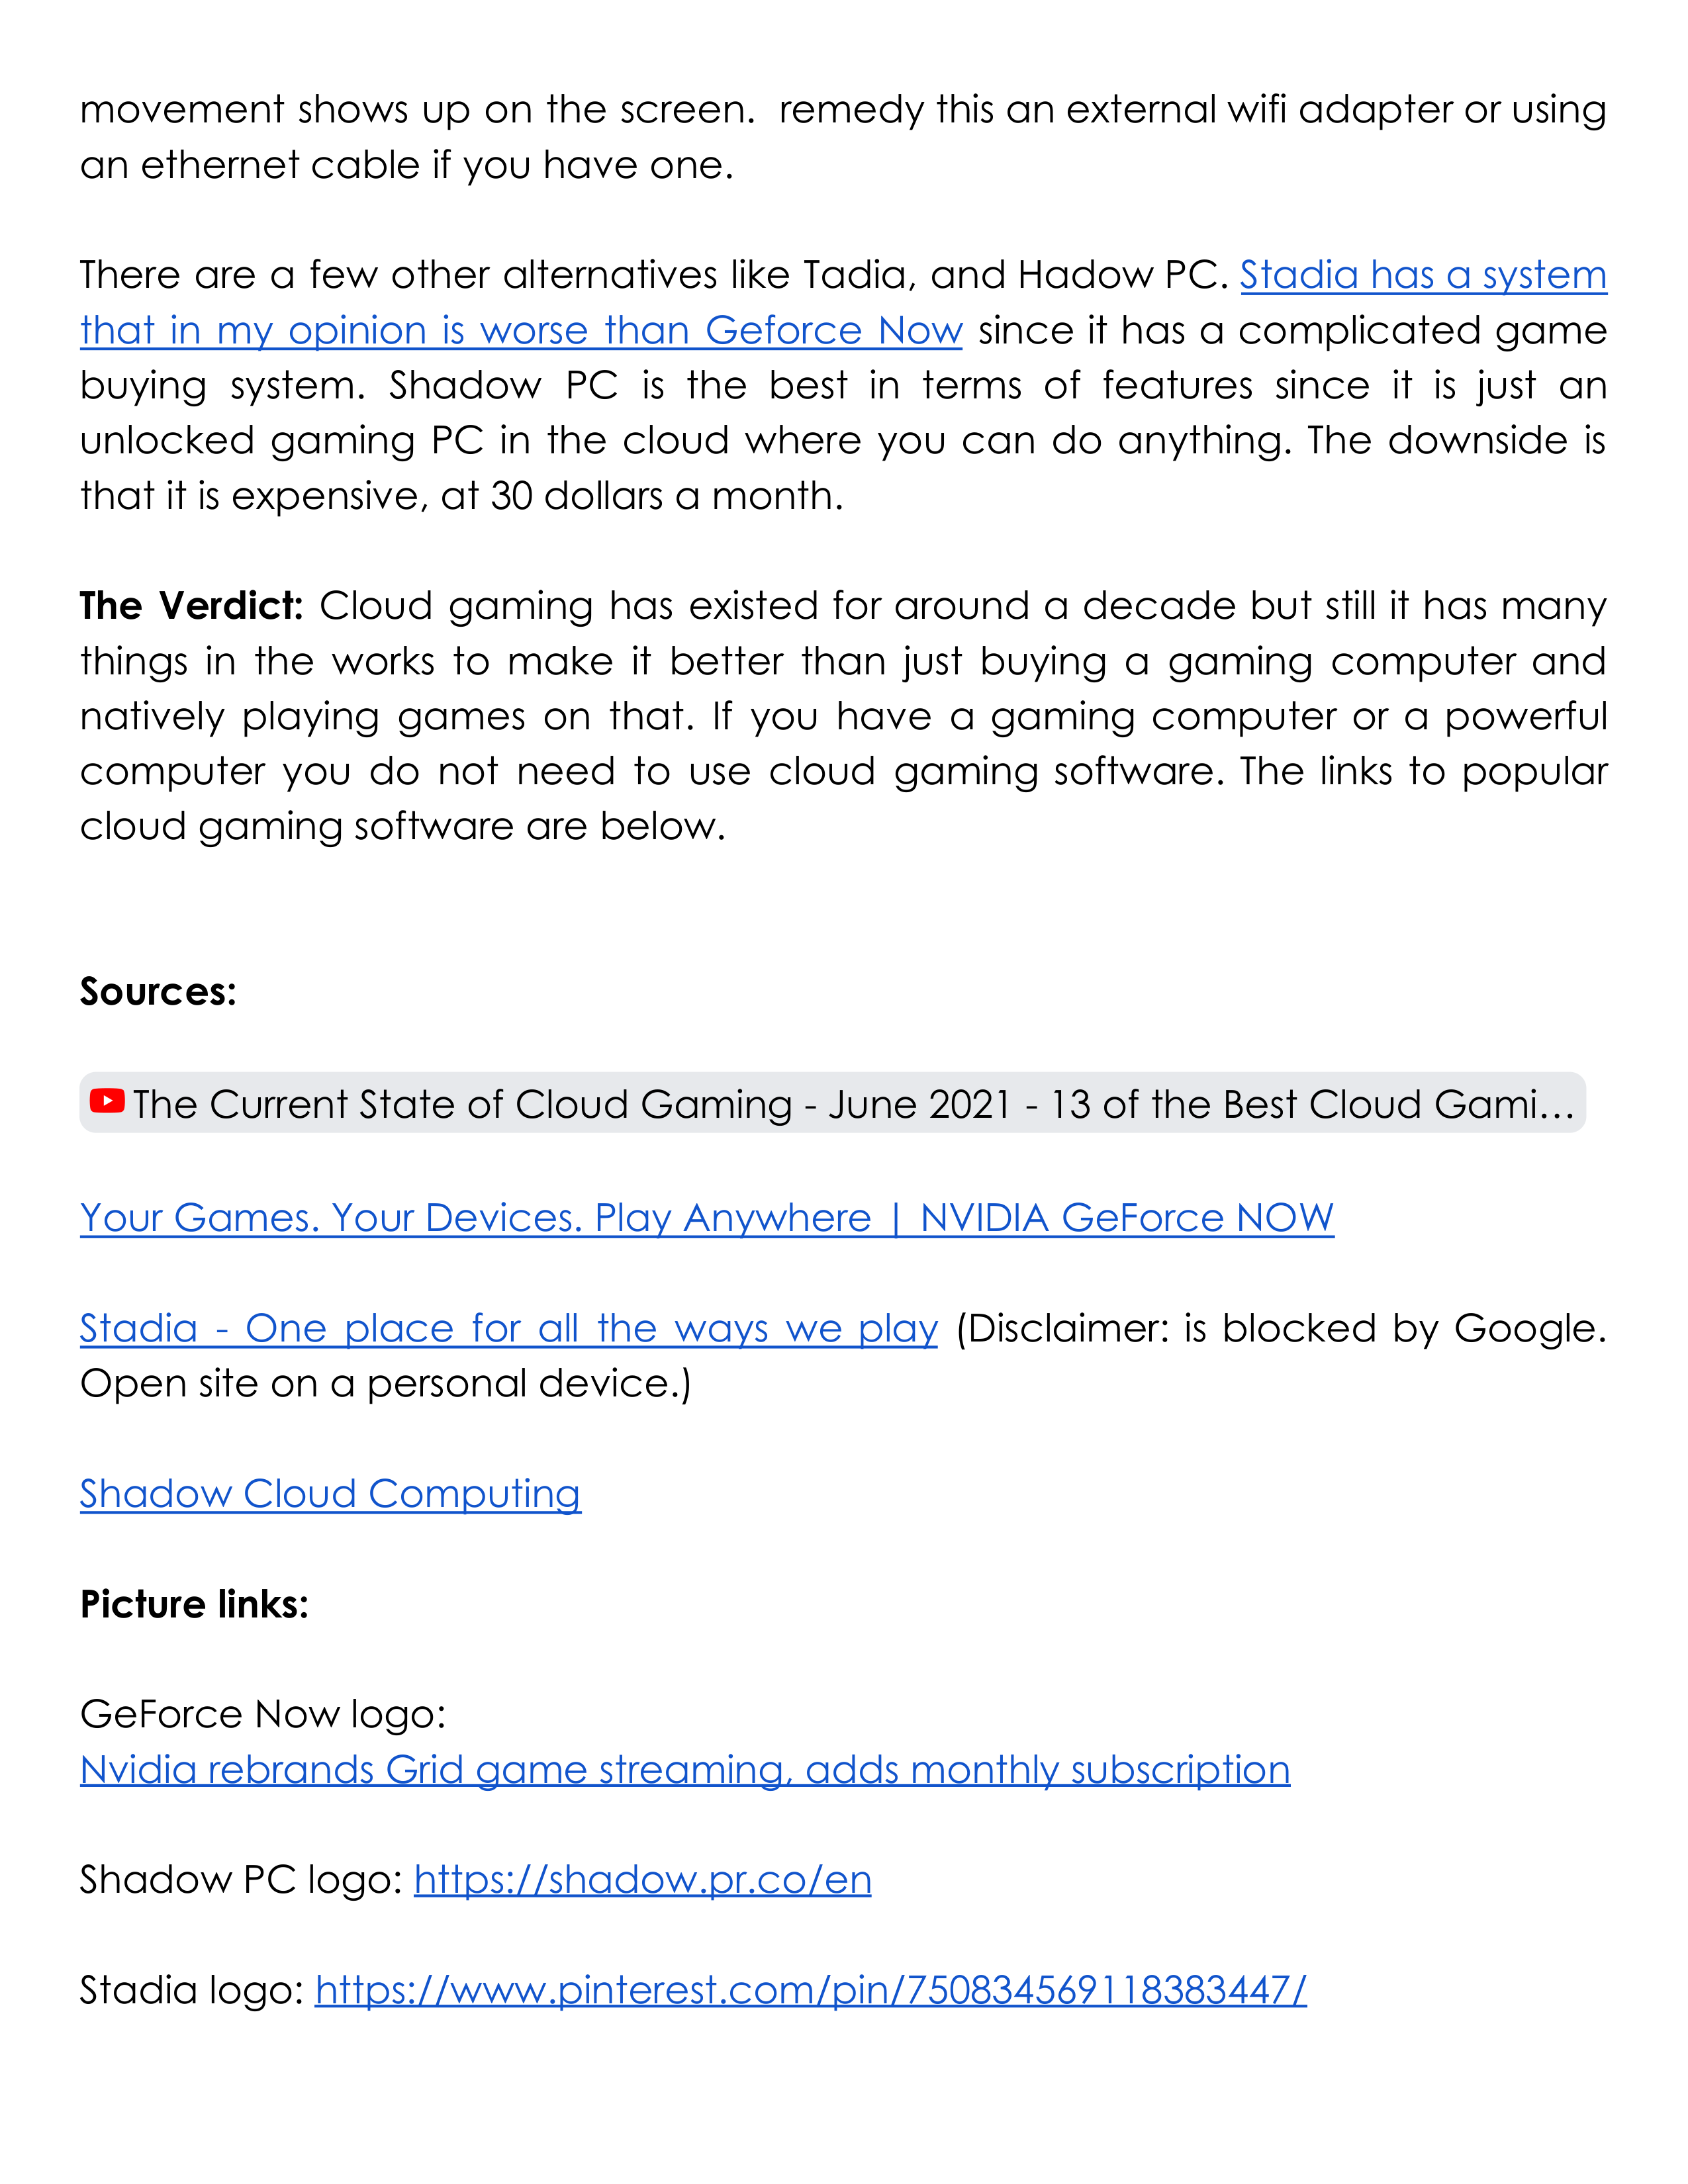 movement shows up on the screen.  remedy this an external wifi adapter or using
an ethernet cable if you have one.
There are a few other alternatives like Tadia, and Hadow PC. Stadia has a system
that in my opinion is worse than Geforce Now since it has a complicated game
buying system. Shadow PC is the best in terms of features since it is just an
unlocked gaming PC in the cloud where you can do anything. The downside is
that it is expensive, at 30 dollars a month.
The Verdict: Cloud gaming has existed for around a decade but still it has many
things in the works to make it better than just buying a gaming computer and
natively playing games on that. If you have a gaming computer or a powerful
computer you do not need to use cloud gaming software. The links to popular
cloud gaming software are below.
Sources:
The Current State of Cloud Gaming - June 2021 - 13 of the Best Cloud Gami…
Your Games. Your Devices. Play Anywhere | NVIDIA GeForce NOW
Stadia - One place for all the ways we play (Disclaimer: is blocked by Google.
Open site on a personal device.)
Shadow Cloud Computing
Picture links:
GeForce Now logo:
Nvidia rebrands Grid game streaming, adds monthly subscription
Shadow PC logo: https://shadow.pr.co/en
Stadia logo: https://www.pinterest.com/pin/750834569118383447/